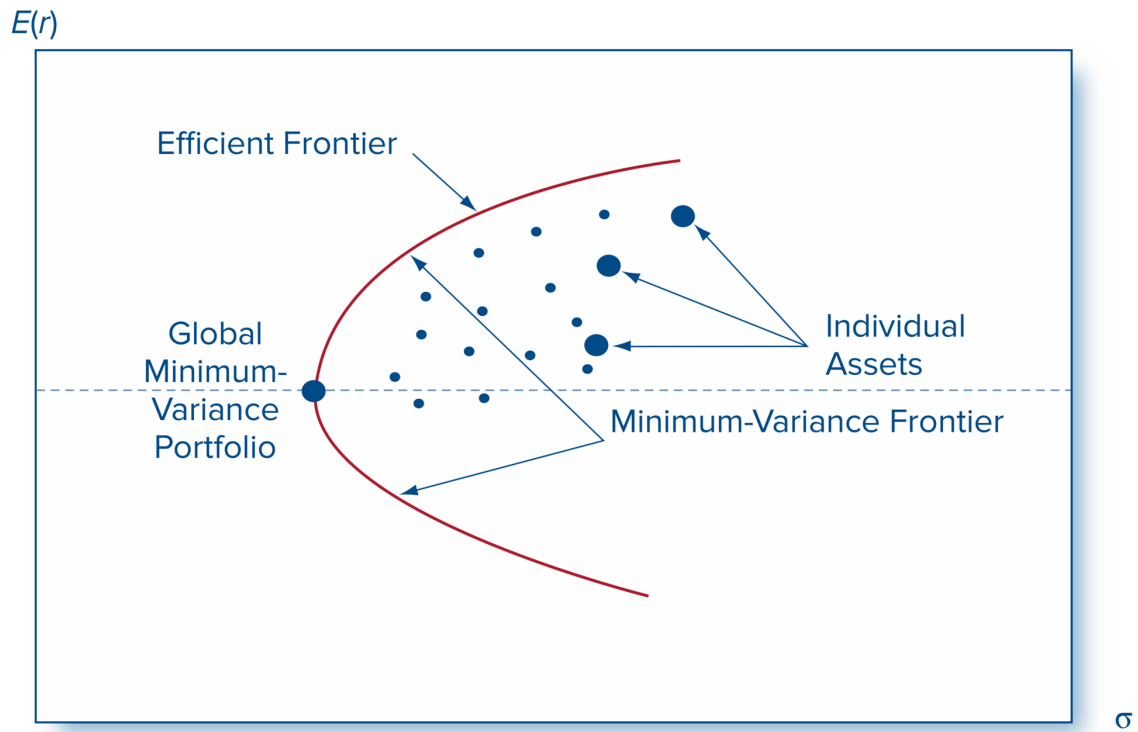 E(r)
Efficient Frontier
Global
Minimum-
Variance
Portfolio
Individual
Assets
Minimum-Variance Frontier
σ